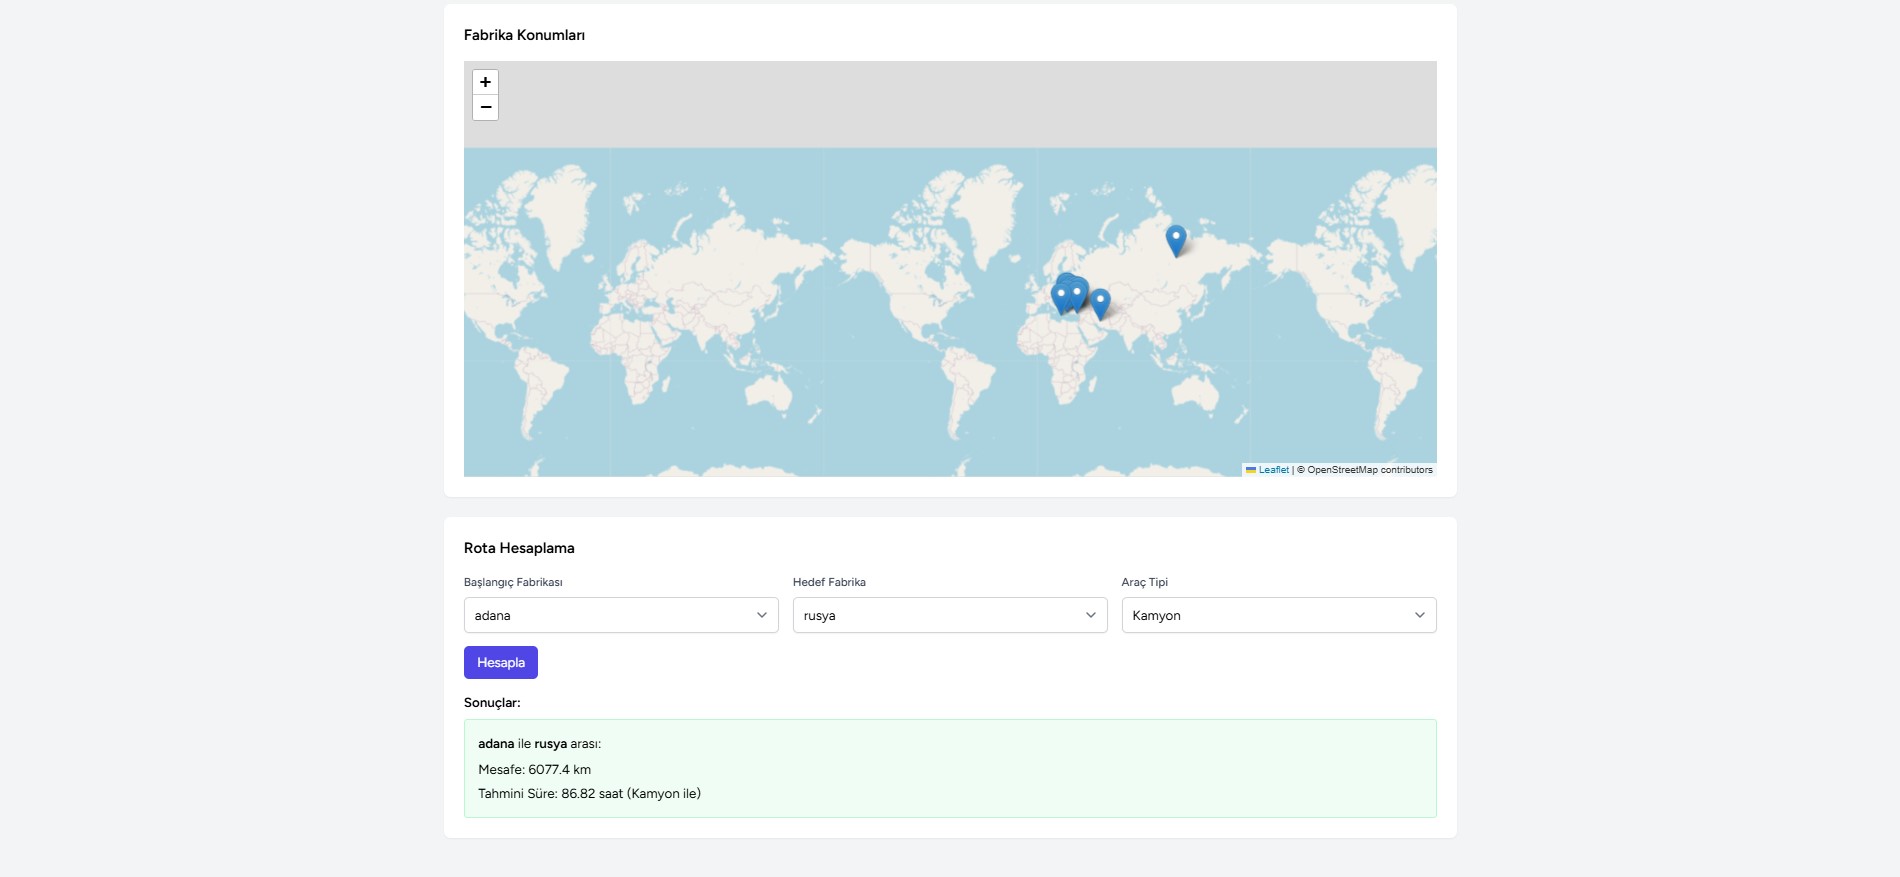 Fabrika Konumları
+
−
Leaflet | © OpenStreetMap contributors
Rota Hesaplama
Başlangıç Fabrikası
Hedef Fabrika
Araç Tipi
adana
rusya
Kamyon
Hesapla
Sonuçlar:
adana ile rusya arası:
Mesafe: 6077.4 km
Tahmini Süre: 86.82 saat (Kamyon ile)